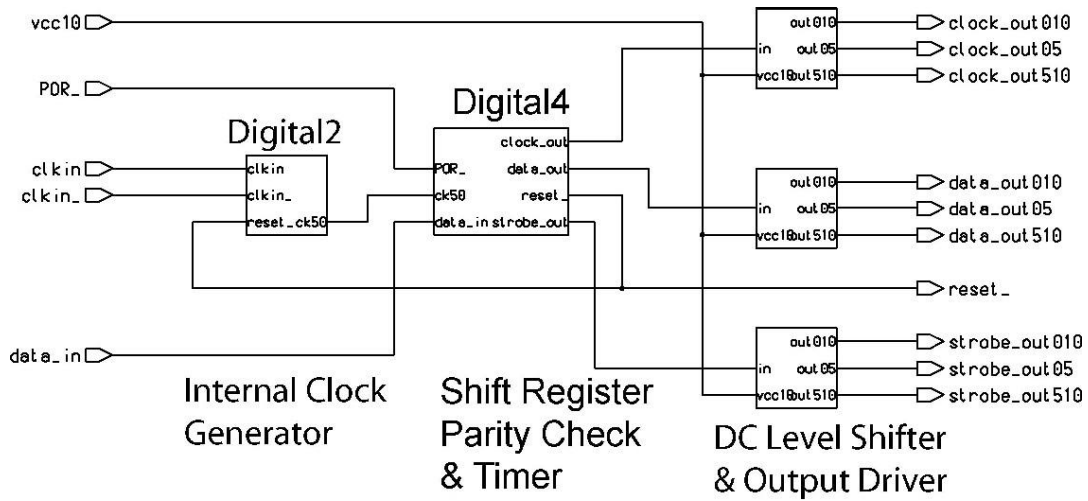 vcc10
out010
clock_out010
in
out05
clock_out05
vcc10
out510
clock_out510
POR_
Digital4
Digital2
clock_out
clkin
clkin
POR_
data_out
out010
data_out010
clkin_
clkin_
ck50
reset_
in
out05
data_out05
reset_
ck50
data_in
strobe_out
vcc10
out510
data_out510
reset_
out010
strobe_out010
data_in
in
out05
strobe_out05
vcc10
out510
strobe_out510
Internal Clock
Generator
Shift Register
Parity Check
& Timer
DC Level Shifter
& Output Driver